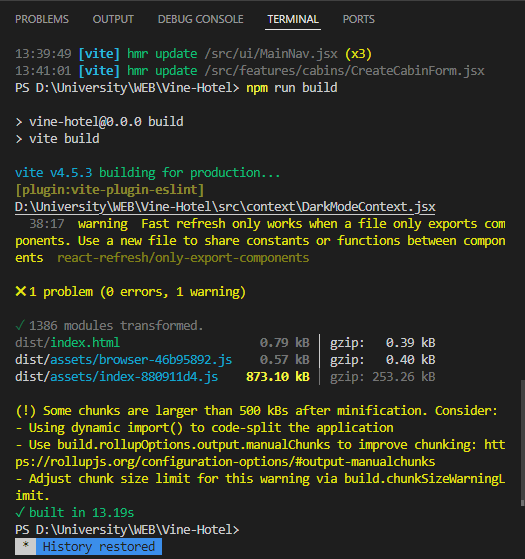 PROBLEMS OUTPUT DEBUG CONSOLE TERMINAL PORTS
13:39:49 [vite] hmr update /src/ui/MainNav.jsx (x3)
13:41:01 [vite] hmr update /src/features/cabins/CreateCabinForm.jsx
PS D:\University\WEB\Vine-Hotel> npm run build
> vine-hotel@0.0.0 build
> vite build
vite v4.5.3 building for production...
[plugin:vite-plugin-eslint]
D:\University\WEB\Vine-Hotel\src\context\DarkModeContext.jsx
38:17 warning Fast refresh only works when a file only exports com
ponents. Use a new file to share constants or functions between compon
ents react-refresh/only-export-components
✖ 1 problem (0 errors, 1 warning)
✓ 1386 modules transformed.
dist/index.html 0.79 kB │ gzip: 0.39 kB
dist/assets/browser-46b95892.js 0.57 kB │ gzip: 0.40 kB
dist/assets/index-880911d4.js 873.10 kB │ gzip: 253.26 kB
(!) Some chunks are larger than 500 kBs after minification. Consider:
- Using dynamic import() to code-split the application
- Use build.rollupOptions.output.manualChunks to improve chunking: htt
ps://rollupjs.org/configuration-options/#output-manualchunks
- Adjust chunk size limit for this warning via build.chunkSizeWarningL
imit.
✓ built in 13.19s
PS D:\University\WEB\Vine-Hotel>
* History restored